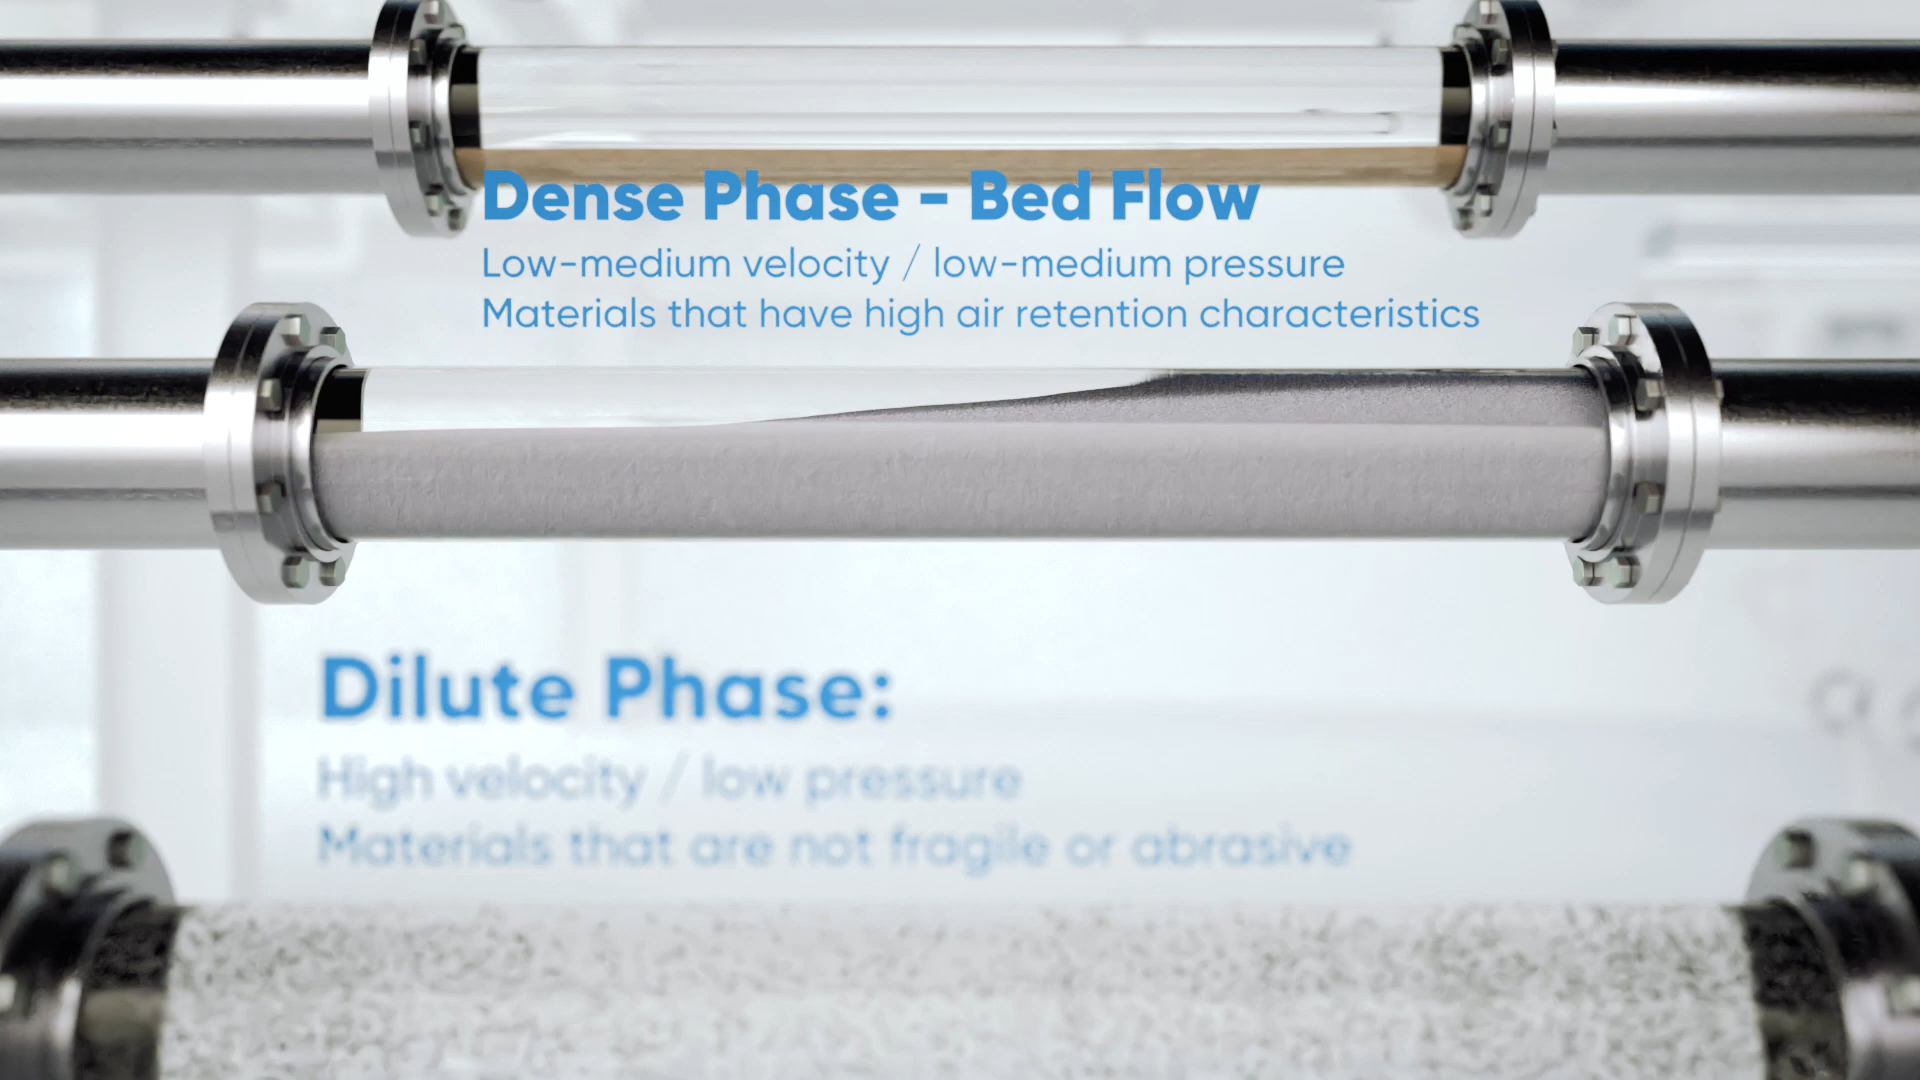 Dense Phase - Bed Flow
Low-medium velocity / low-medium pressure
Materials that have high air retention characteristics
Dilute Phase:
High velocity / low pressure
Materials that are not fragile or abrasive